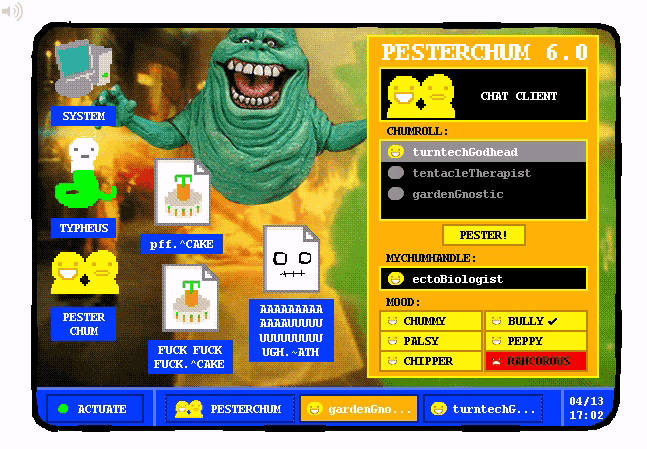 PESTERCHUM 6.0
CHAT CLIENT
CHUMROLL:
turntechGodhead
tentacleTherapist
gardenGnostic
PESTER!
MYCHUMHANDLE:
ectoBiologist
MOOD:
CHUMMY
BULLY ✓
PALSY
PEPPY
CHIPPER
RANCOROUS
SYSTEM
TYPHEUS
PESTER
CHUM
pff.^CAKE
FUCK FUCK
FUCK.^CAKE
AAAAAAAAA
AAAAUUUUU
UUUUUUUUU
UGH.~ATH
ACTUATE
PESTERCHUM
gardenGno...
turntechG...
04/13
17:02